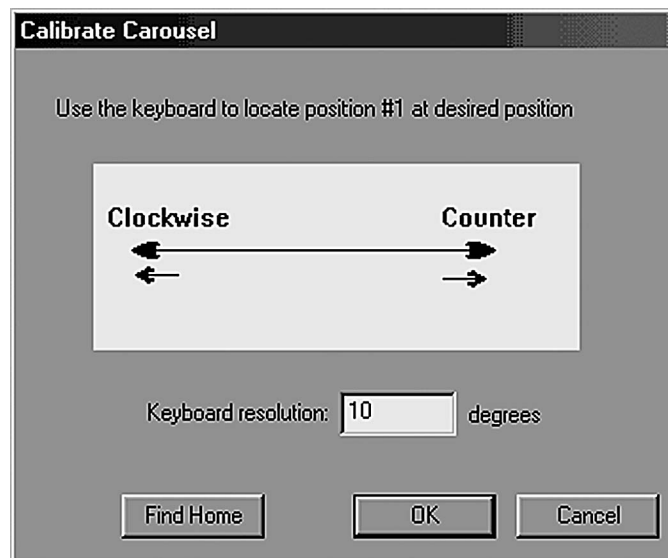 Calibrate Carousel
Use the keyboard to locate position #1 at desired position
Clockwise Counter
Keyboard resolution: 10 degrees
Find Home OK Cancel